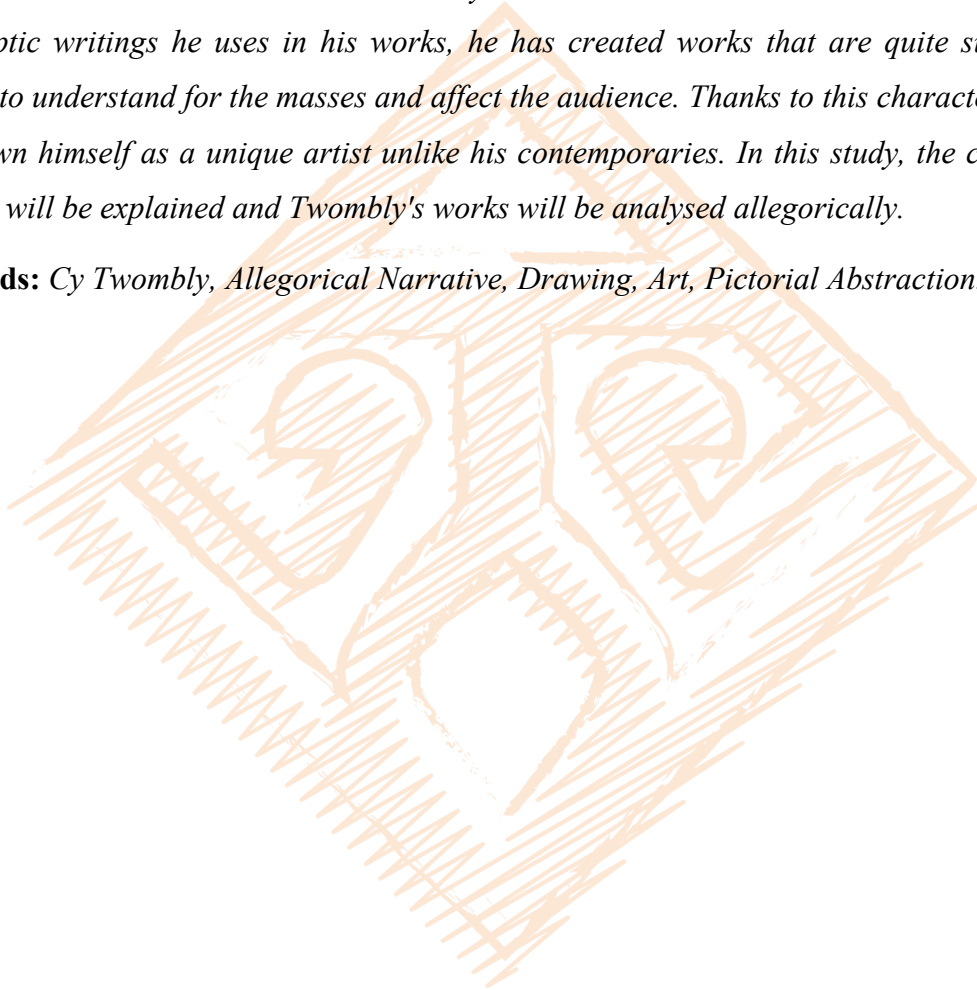 ptic writings he uses in his works, he has created works that are quite
to understand for the masses and affect the audience. Thanks to this
wn himself as a unique artist unlike his contemporaries. In this study, the
will be explained and Twombly's works will be analysed allegorically.
ds: Cy Twombly, Allegorical Narrative, Drawing, Art, Pictorial Abstraction.